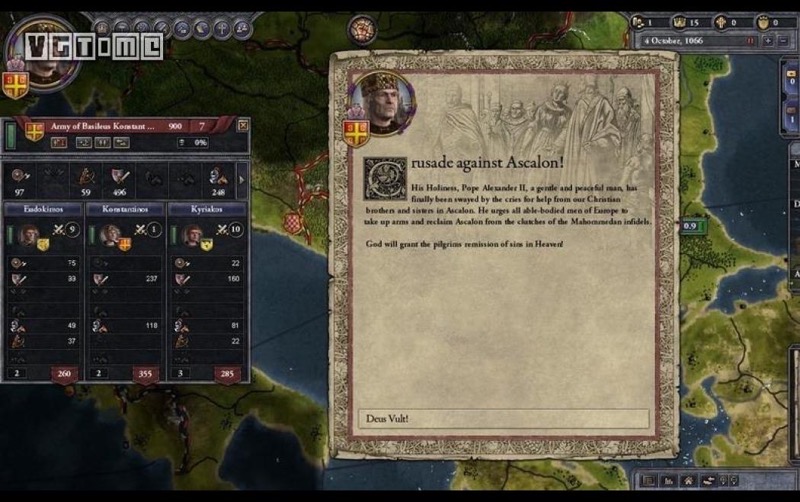 VGTIME
1 15 0 0
4 October, 1066
Army of Basileus Konstant ... 900 7
0%
97 59 496 248
Eudokimos Konstantinos Kyriakos
9 1 10
75 22
33 237 160
49 118 81
37 22
2 260 2 355 3 285
Crusade against Ascalon!
His Holiness, Pope Alexander II, a gentle and peaceful man, has
finally been swayed by the cries for help from our Christian
brothers and sisters in Ascalon. He urges all able-bodied men of Europe to
take up arms and reclaim Ascalon from the clutches of the Mahommedan infidels.
God will grant the pilgrims remission of sins in Heaven!
Deus Vult!
0.9
0
1